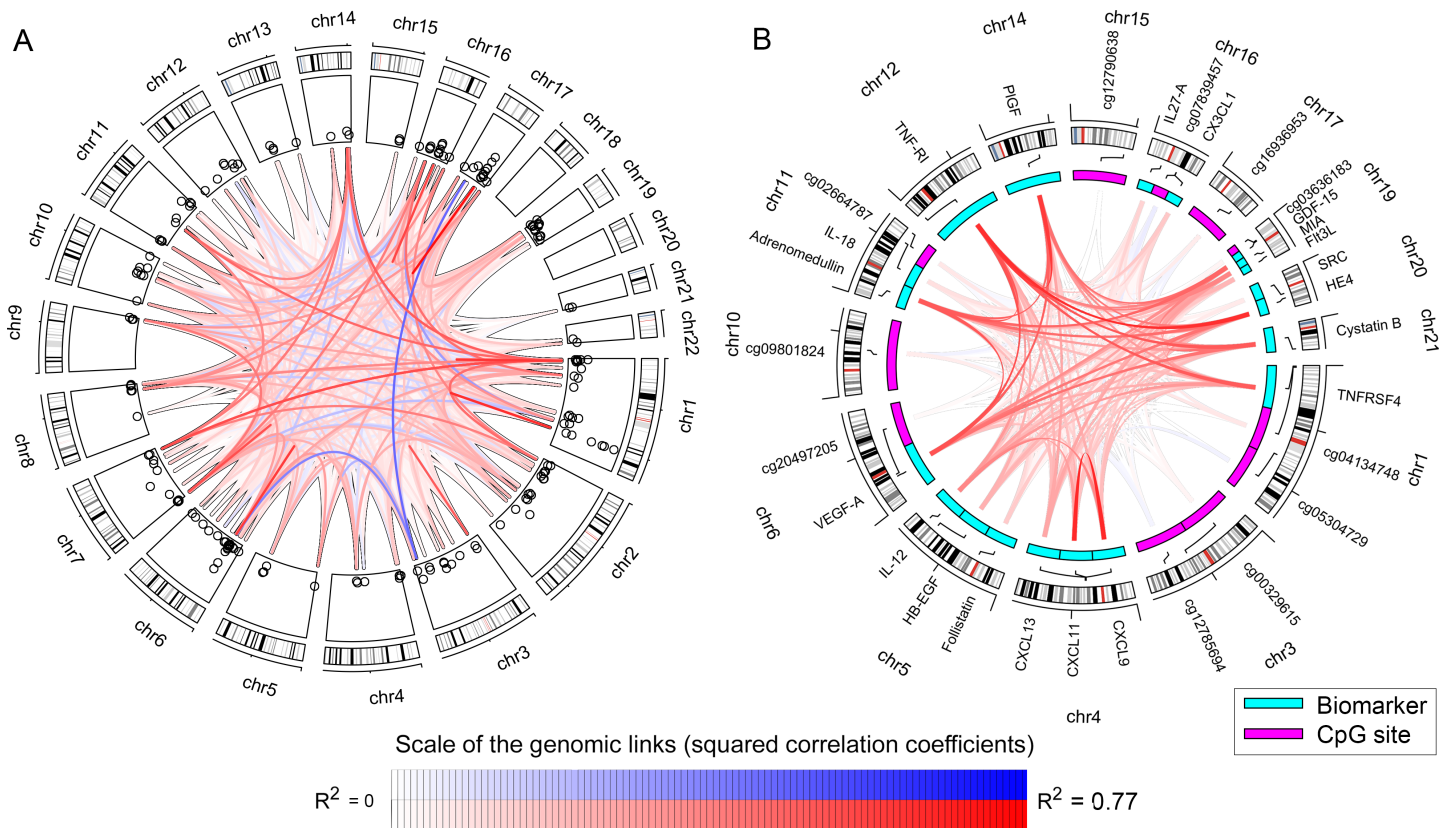 A
chr13
chr14
chr15
chr16
chr17
chr18
chr19
chr20
chr21
chr22
chr1
chr2
chr3
chr4
chr5
chr6
chr7
chr8
chr9
chr10
chr11
chr12
B
chr14
chr15
chr16
chr17
chr19
chr20
chr21
chr1
chr3
chr4
chr5
chr6
chr10
chr11
chr12
PlGF
cg12790638
IL27-A
cg07839457
CX3CL1
cg16936953
cg03636183
GDF-15
MIA
Flt3L
SRC
HE4
Cystatin B
TNFRSF4
cg04134748
cg05304729
cg00329615
cg12785694
CXCL9
CXCL11
CXCL13
Follistatin
HB-EGF
IL-12
VEGF-A
cg20497205
cg09801824
Adrenomedullin
IL-18
cg02664787
TNF-RI
Biomarker
CpG site
Scale of the genomic links (squared correlation coefficients)
R² = 0
R² = 0.77